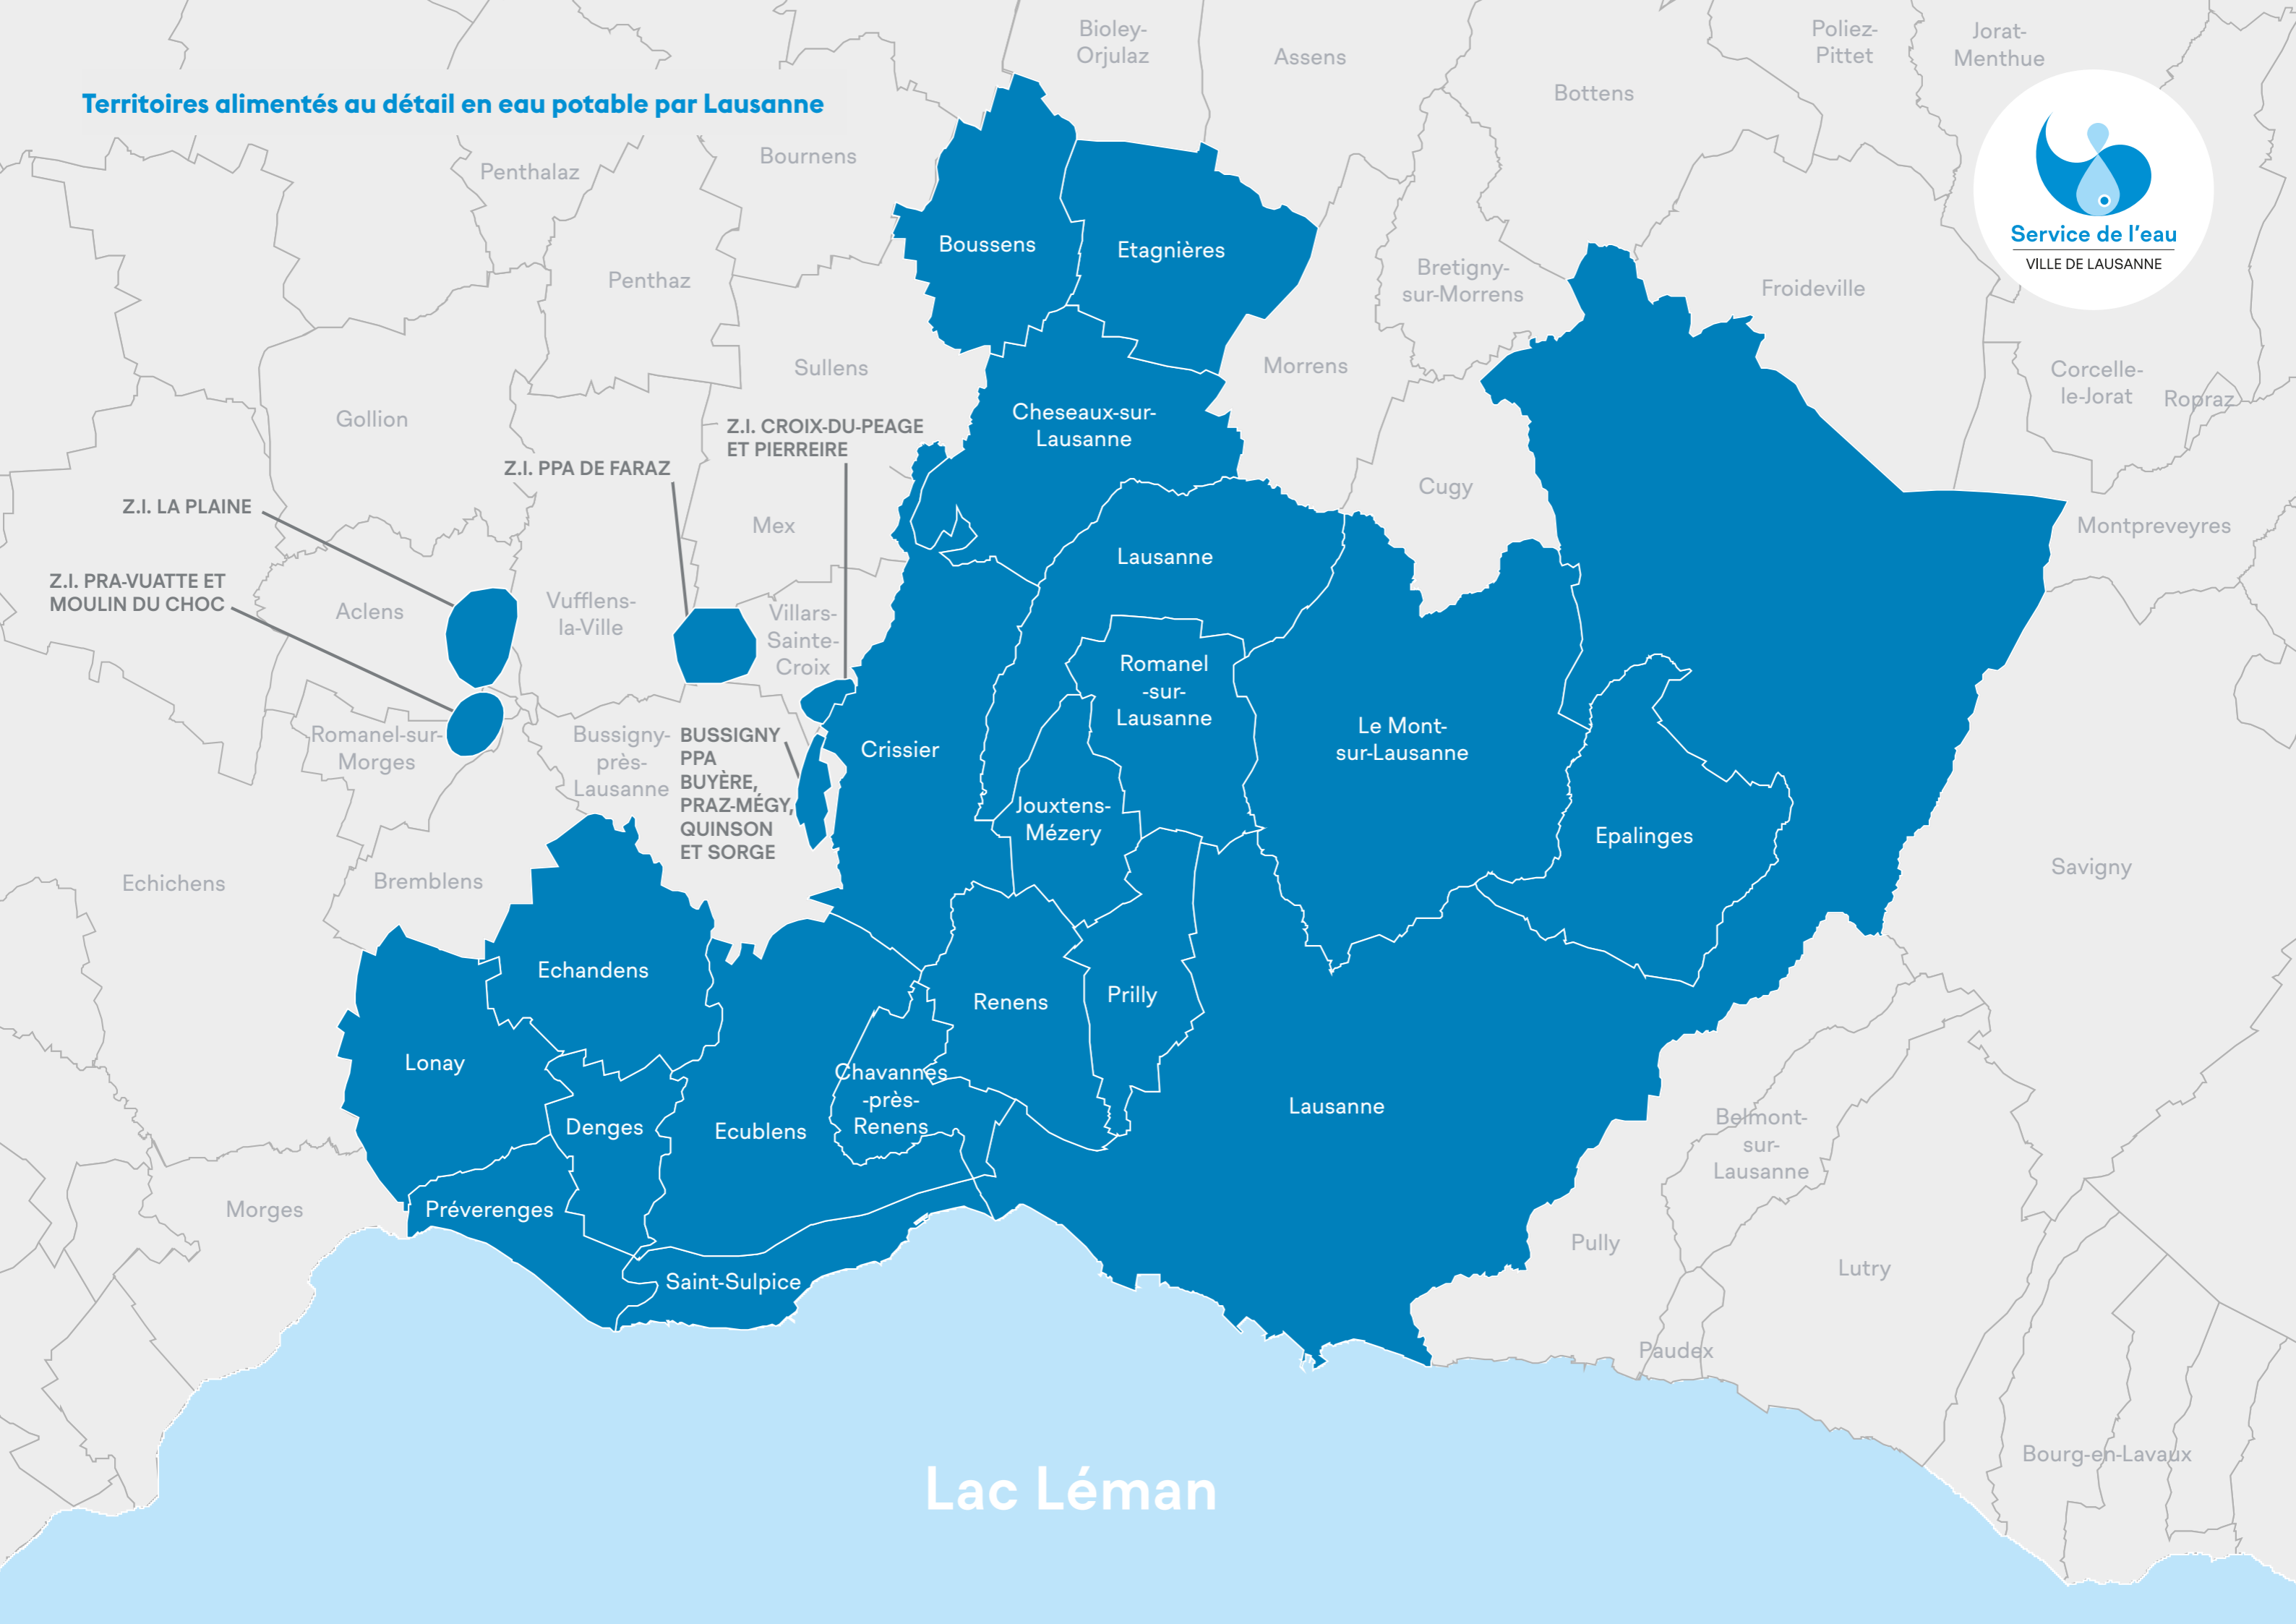 Territoires alimentés au détail en eau potable par Lausanne
Bioley-
Orjulaz
Assens
Bottens
Poliez-
Pittet
Jorat-
Menthue
Service de l'eau
VILLE DE LAUSANNE
Penthalaz
Bournens
Boussens
Etagnières
Penthaz
Bretigny-
sur-Morrens
Froideville
Sullens
Morrens
Corcelle-
le-Jorat
Ropraz
Gollion
Cheseaux-sur-
Lausanne
Z.I. CROIX-DU-PEAGE
ET PIERREIRE
Z.I. PPA DE FARAZ
Cugy
Z.I. LA PLAINE
Mex
Montpreveyres
Lausanne
Z.I. PRA-VUATTE ET
MOULIN DU CHOC
Aclens
Vufflens-
la-Ville
Villars-
Sainte-
Croix
Romanel
-sur-
Lausanne
Romanel-sur-
Morges
Bussigny-
près-
Lausanne
BUSSIGNY
PPA
BUYÈRE,
PRAZ-MÉGY,
QUINSON
ET SORGE
Crissier
Le Mont-
sur-Lausanne
Jouxtens-
Mézery
Epalinges
Echichens
Bremblens
Savigny
Echandens
Renens
Prilly
Lonay
Chavannes
-près-
Renens
Lausanne
Denges
Ecublens
Belmont-
sur-
Lausanne
Morges
Préverenges
Pully
Lutry
Saint-Sulpice
Paudex
Bourg-en-Lavaux
Lac Léman